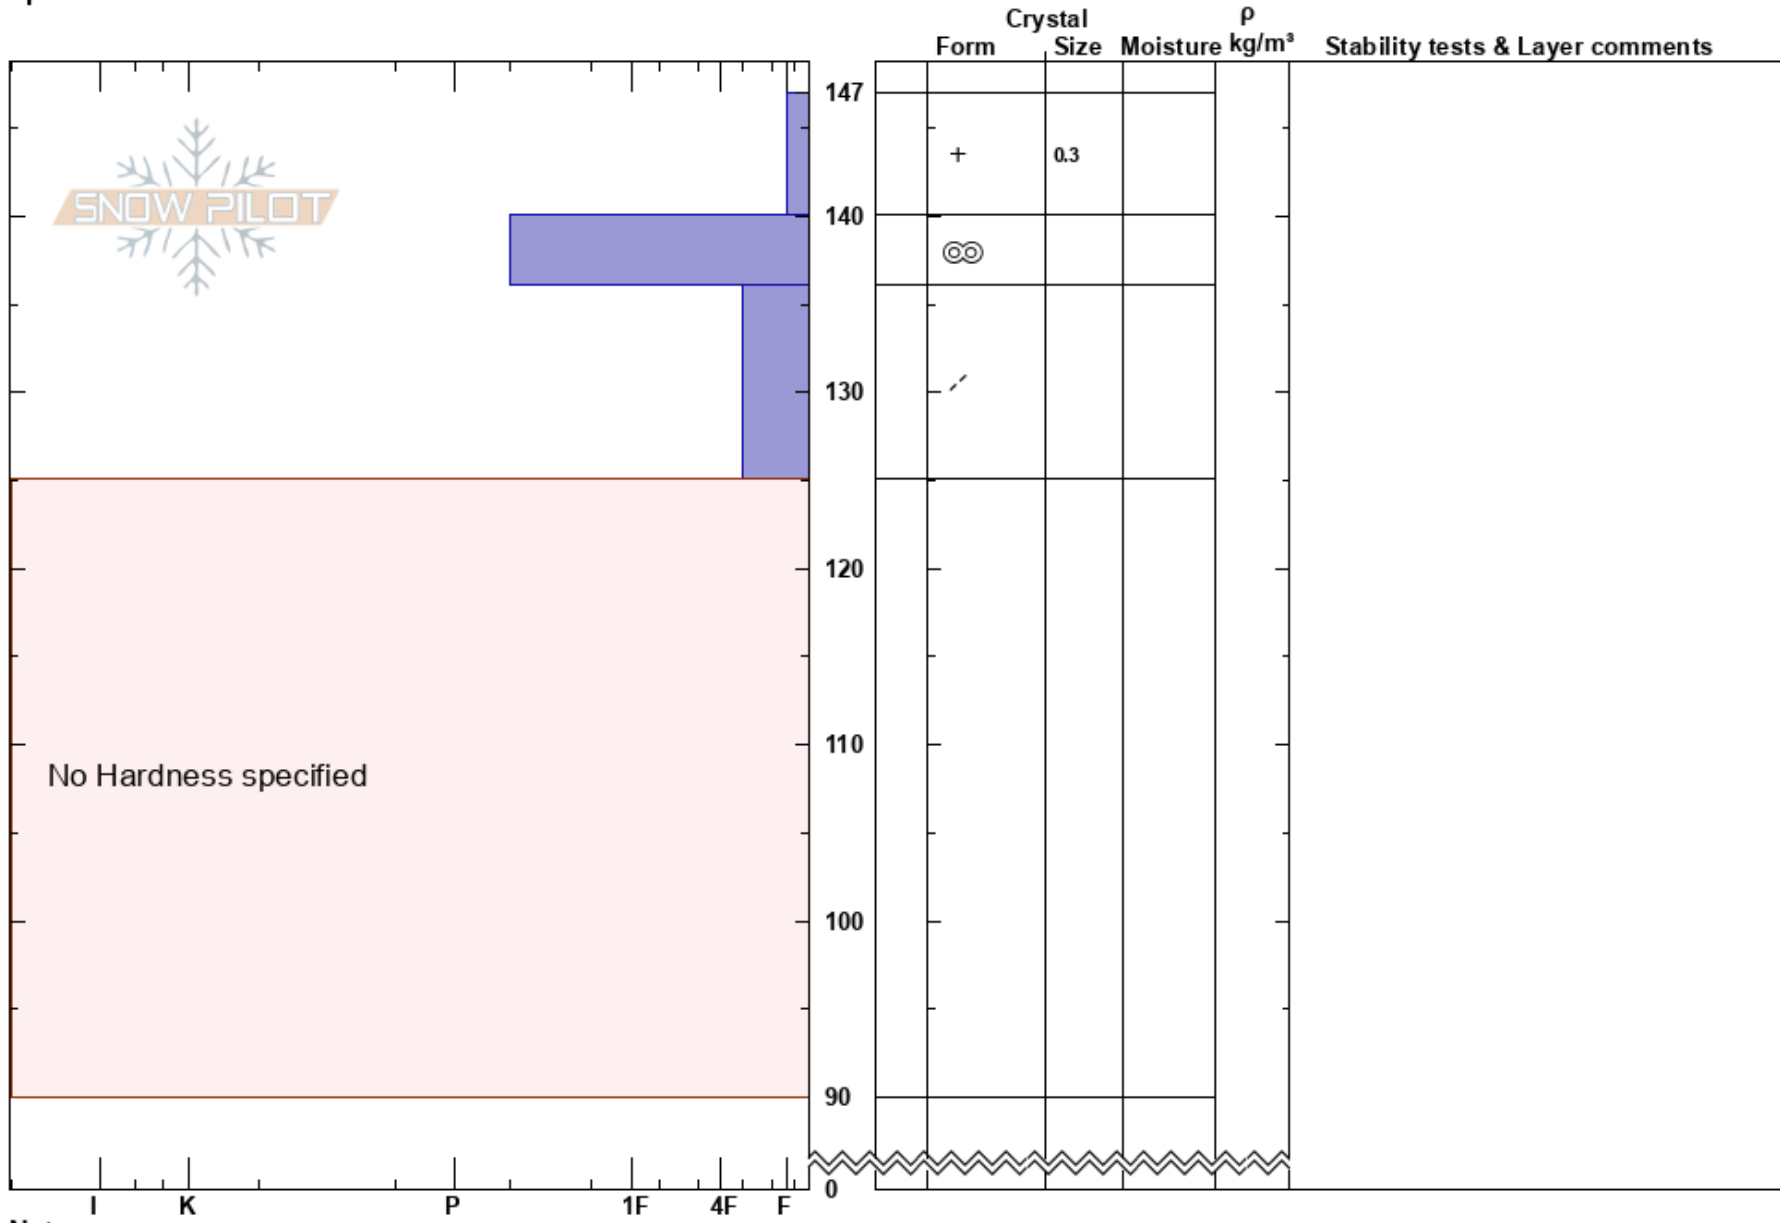 Crystal
ρ
Form Size Moisture kg/m³ Stability tests & Layer comments
147
+ 0.3
SNOW PILOT
140
130
120
110
No Hardness specified
100
90
0
I K P 1F 4F F